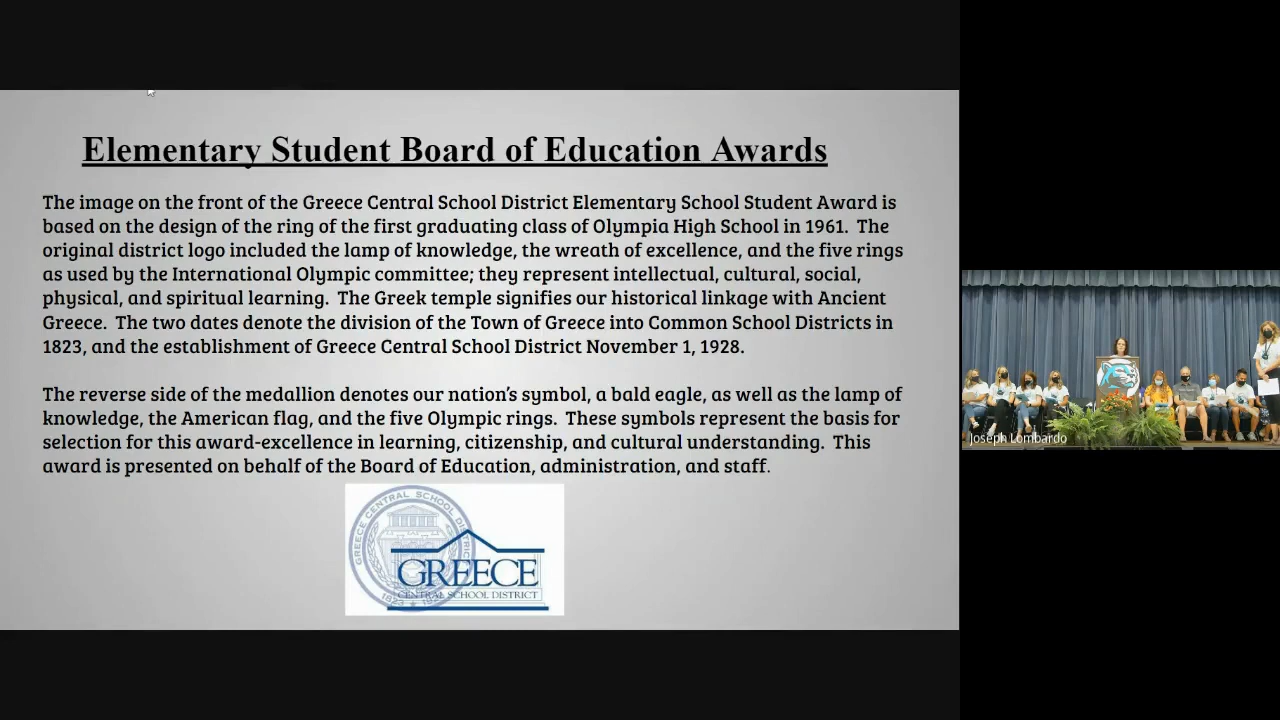 Elementary Student Board of Education Awards
The image on the front of the Greece Central School District Elementary School Student Award is
based on the design of the ring of the first graduating class of Olympia High School in 1961.  The
original district logo included the lamp of knowledge, the wreath of excellence, and the five rings
as used by the International Olympic committee; they represent intellectual, cultural, social,
physical, and spiritual learning.  The Greek temple signifies our historical linkage with Ancient
Greece.  The two dates denote the division of the Town of Greece into Common School Districts in
1823, and the establishment of Greece Central School District November 1, 1928.
The reverse side of the medallion denotes our nation’s symbol, a bald eagle, as well as the lamp of
knowledge, the American flag, and the five Olympic rings.  These symbols represent the basis for
selection for this award-excellence in learning, citizenship, and cultural understanding.  This
award is presented on behalf of the Board of Education, administration, and staff.
GREECE CENTRAL SCHOOL DISTRICT
1823
GREECE
CENTRAL SCHOOL DISTRICT
Joseph Lombardo